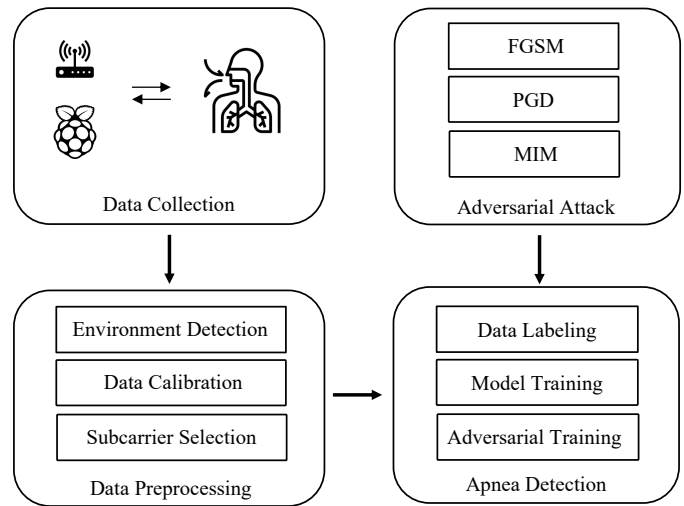 Data Collection
FGSM
PGD
MIM
Adversarial Attack
Environment Detection
Data Calibration
Subcarrier Selection
Data Preprocessing
Data Labeling
Model Training
Adversarial Training
Apnea Detection